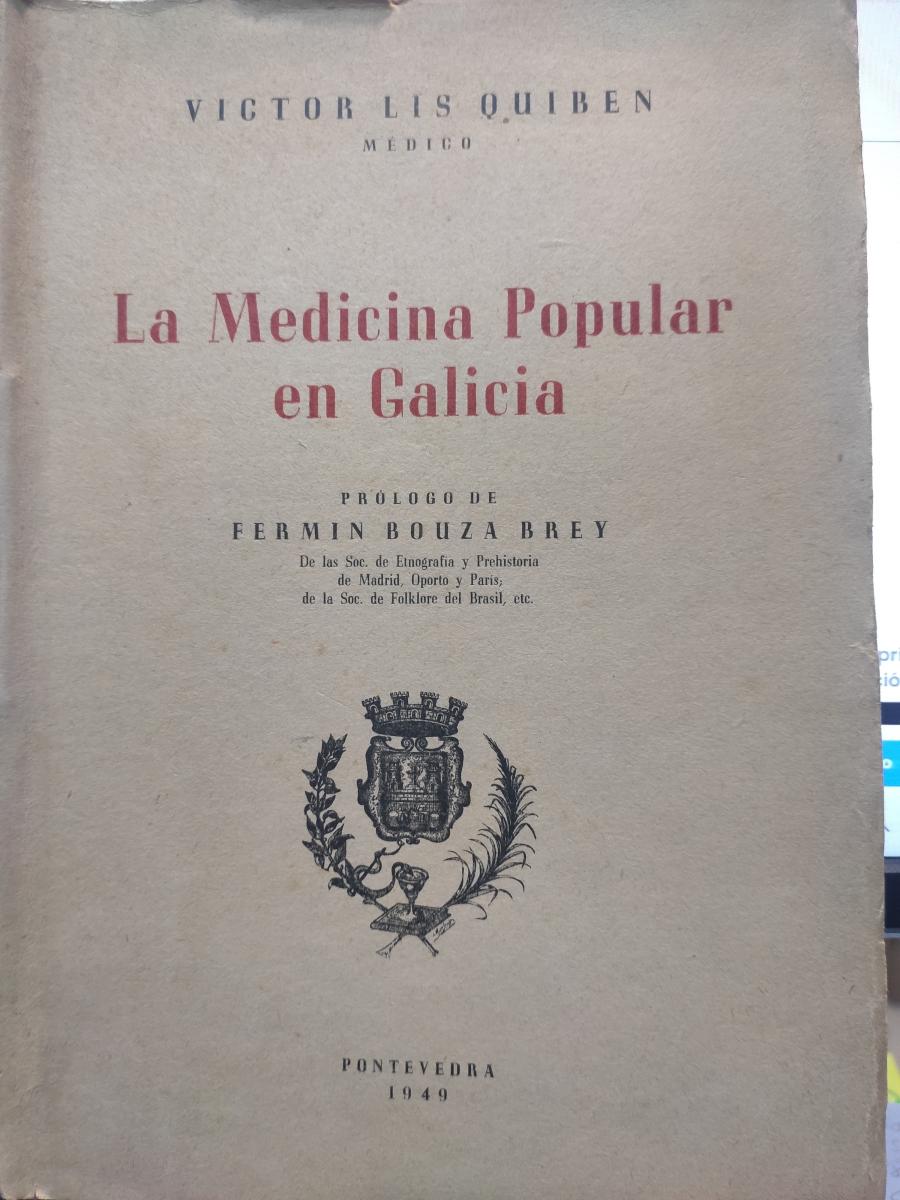 VICTOR LIS QUIBEN
MÉDICO
La Medicina Popular
en Galicia
PRÓLOGO DE
FERMIN BOUZA BREY
De las Soc. de Etnografía y Prehistoria
de Madrid, Oporto y París;
de la Soc. de Folklore del Brasil, etc.
PONTEVEDRA
1949